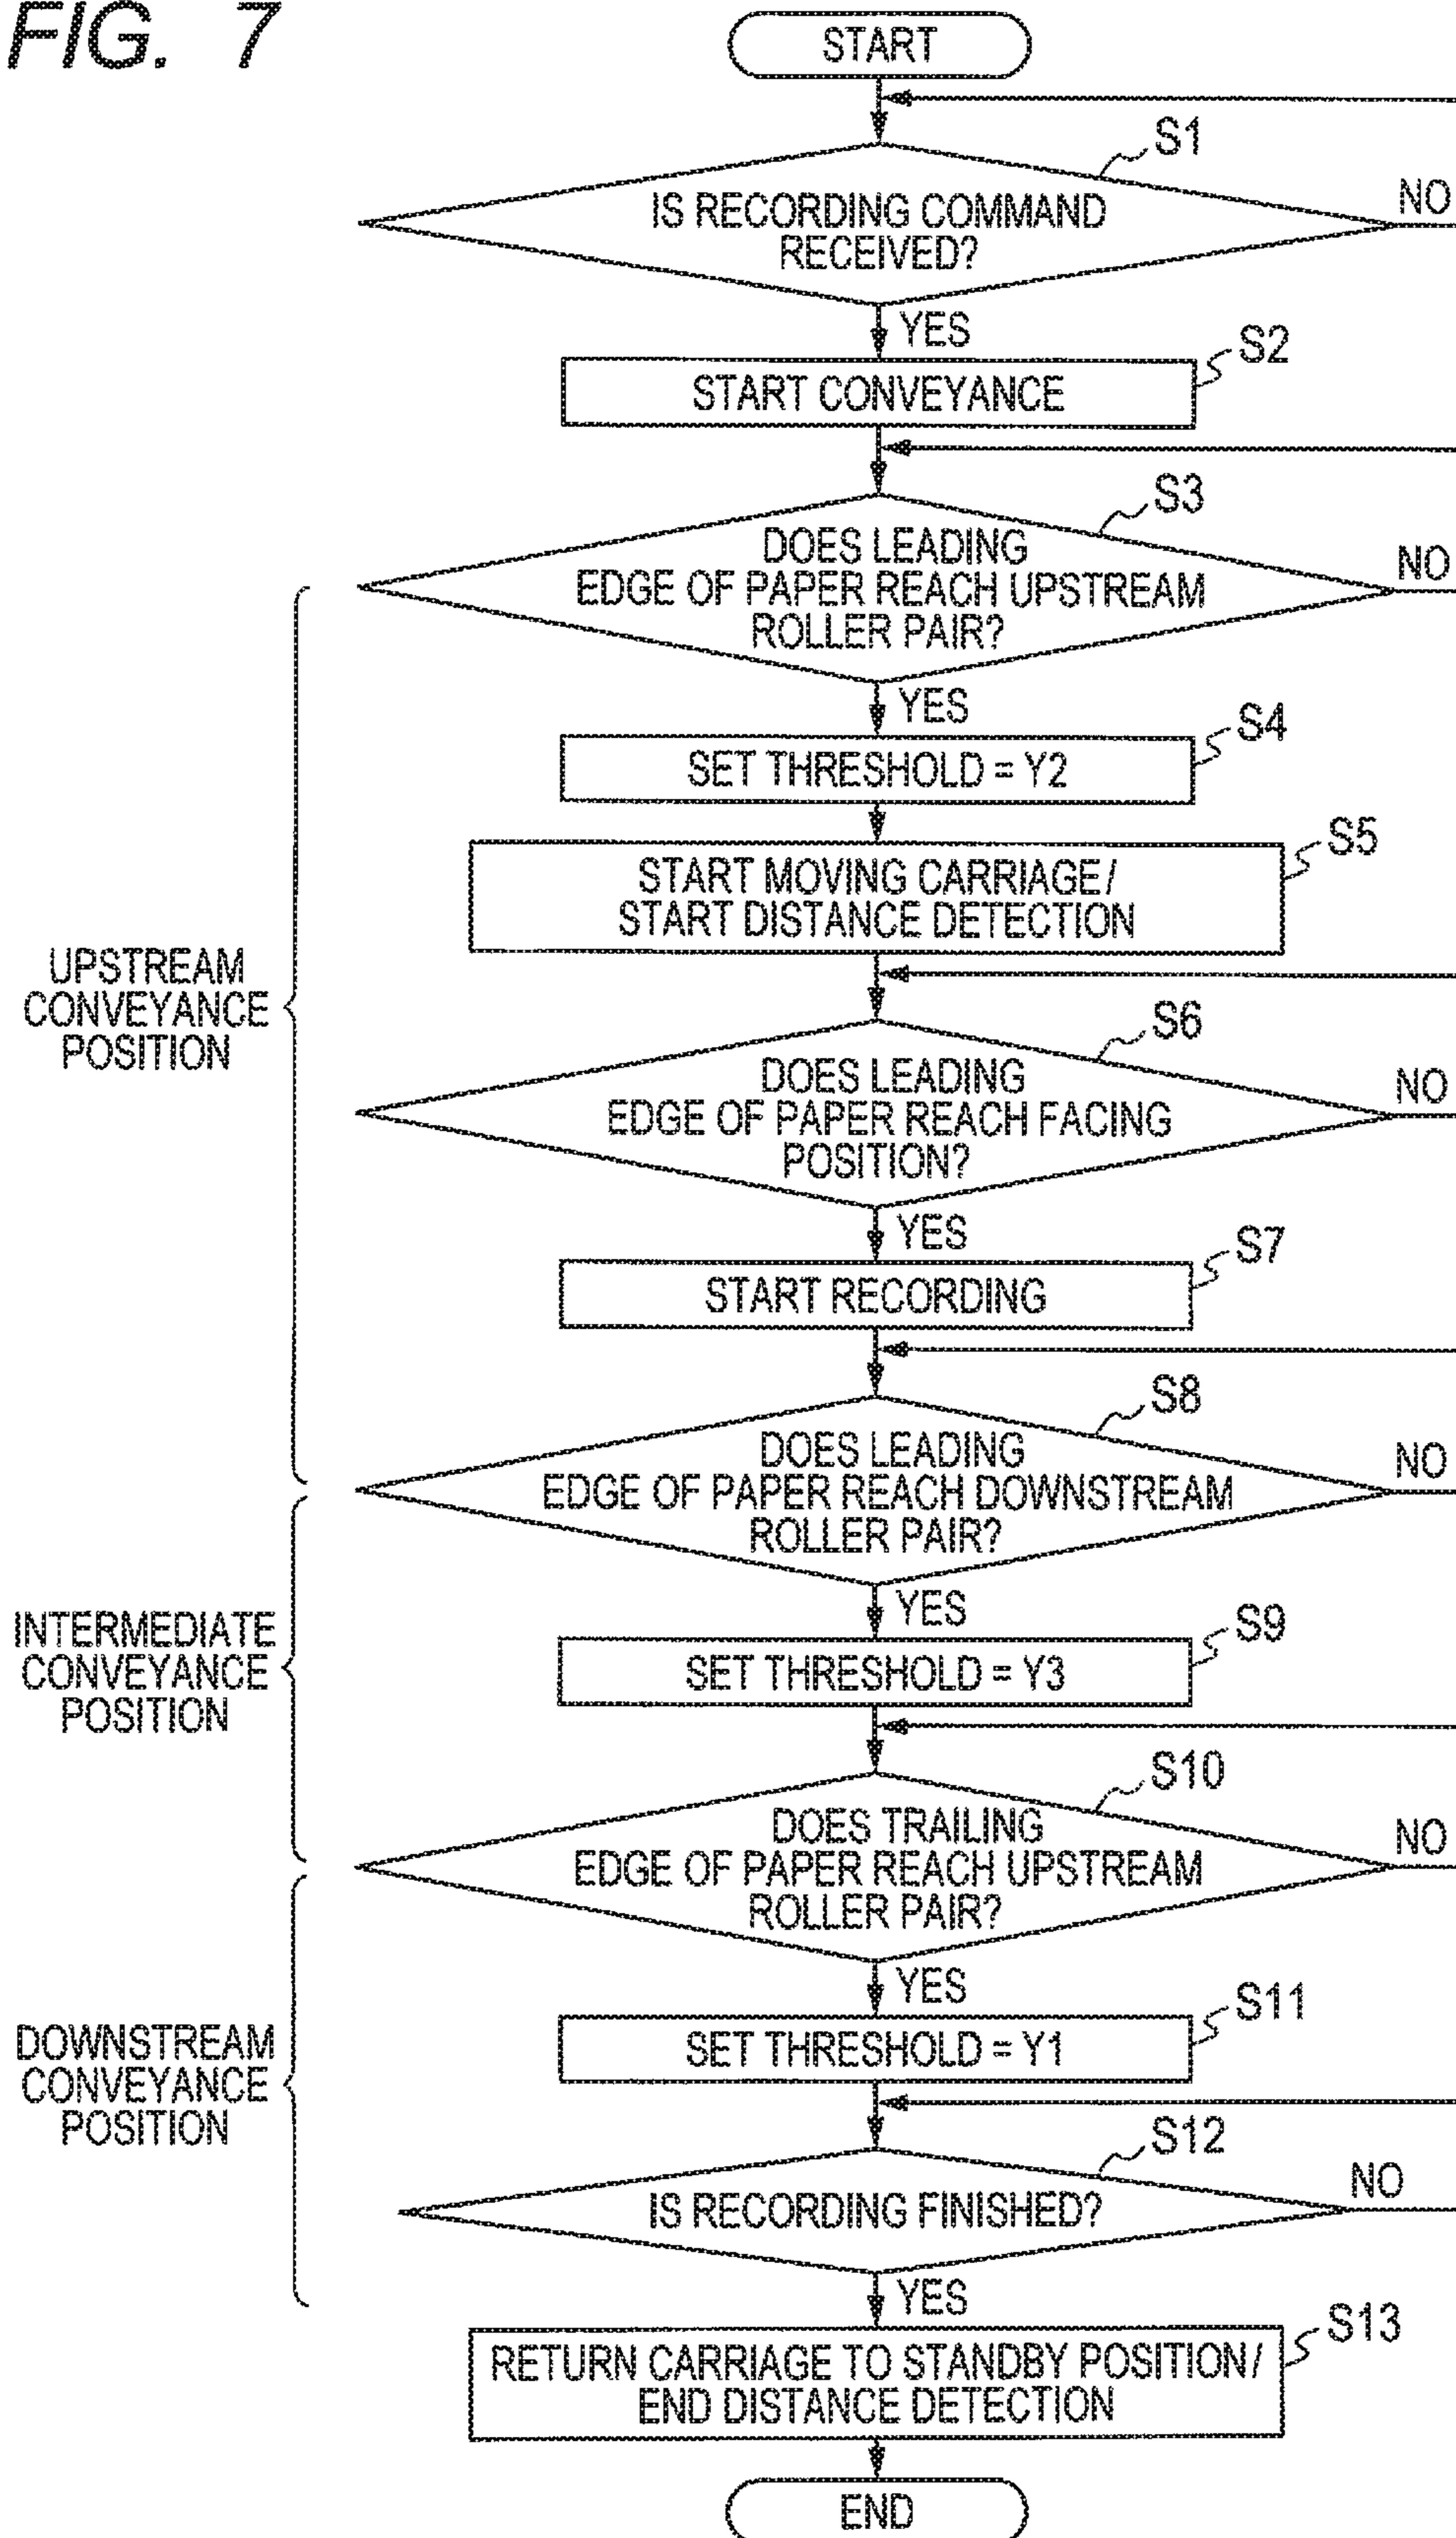 FIG. 7
START
S1
IS RECORDING COMMAND
RECEIVED?
NO
YES
S2
START CONVEYANCE
S3
DOES LEADING
EDGE OF PAPER REACH UPSTREAM
ROLLER PAIR?
NO
YES
S4
SET THRESHOLD = Y2
S5
START MOVING CARRIAGE/
START DISTANCE DETECTION
UPSTREAM
CONVEYANCE
POSITION
S6
DOES LEADING
EDGE OF PAPER REACH FACING
POSITION?
NO
YES
S7
START RECORDING
S8
DOES LEADING
EDGE OF PAPER REACH DOWNSTREAM
ROLLER PAIR?
NO
YES
INTERMEDIATE
CONVEYANCE
POSITION
S9
SET THRESHOLD = Y3
S10
DOES TRAILING
EDGE OF PAPER REACH UPSTREAM
ROLLER PAIR?
NO
YES
DOWNSTREAM
CONVEYANCE
POSITION
S11
SET THRESHOLD = Y1
S12
IS RECORDING FINISHED?
NO
YES
S13
RETURN CARRIAGE TO STANDBY POSITION/
END DISTANCE DETECTION
END